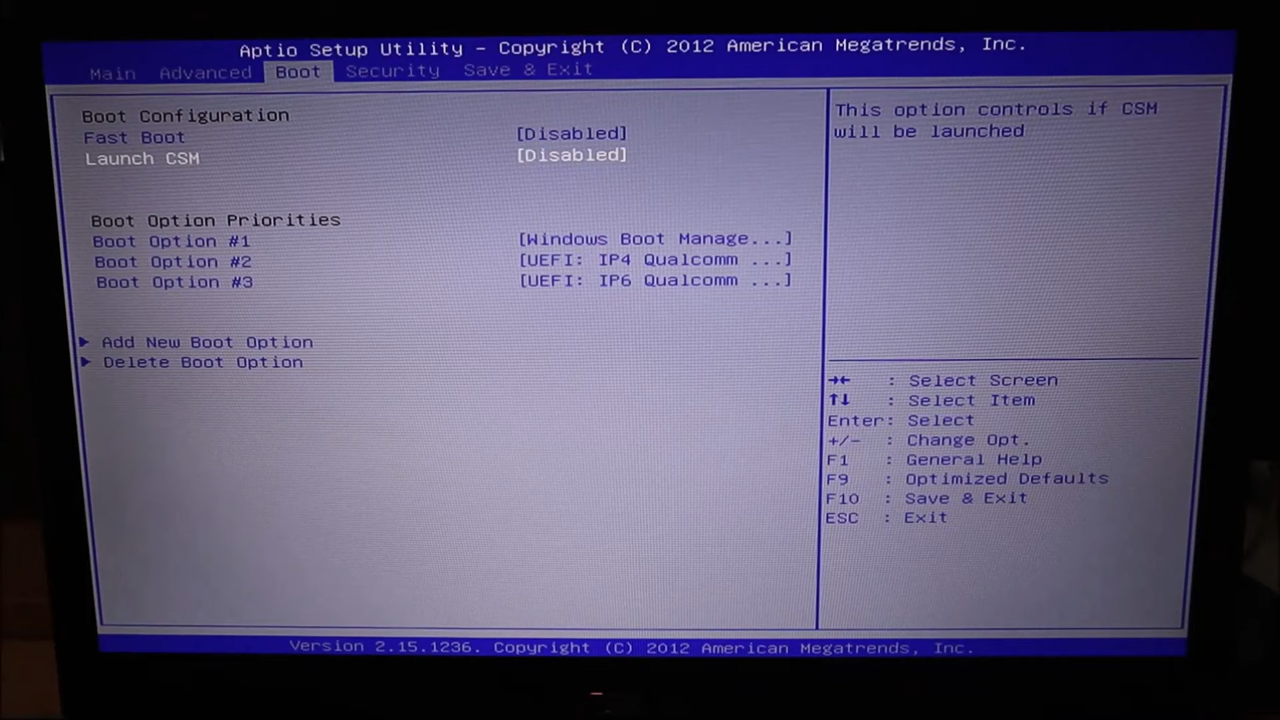 Aptio Setup Utility - Copyright (C) 2012 American Megatrends, Inc.
Main Advanced Boot Security Save & Exit
Boot Configuration
Fast Boot [Disabled]
Launch CSM [Disabled]
Boot Option Priorities
Boot Option #1 [Windows Boot Manage...]
Boot Option #2 [UEFI: IP4 Qualcomm ...]
Boot Option #3 [UEFI: IP6 Qualcomm ...]
► Add New Boot Option
► Delete Boot Option
This option controls if CSM
will be launched
→← : Select Screen
↑↓ : Select Item
Enter: Select
+/- : Change Opt.
F1 : General Help
F9 : Optimized Defaults
F10 : Save & Exit
ESC : Exit
Version 2.15.1236. Copyright (C) 2012 American Megatrends, Inc.